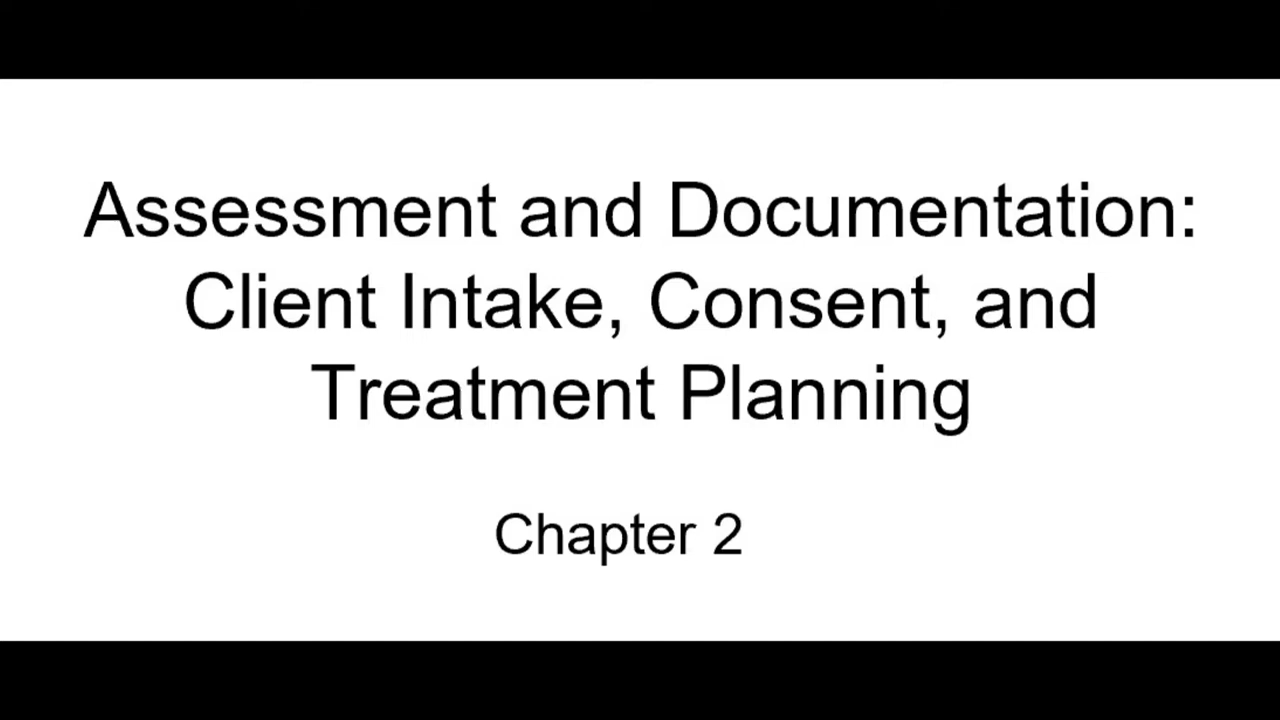 Assessment and Documentation:
Client Intake, Consent, and
Treatment Planning
Chapter 2